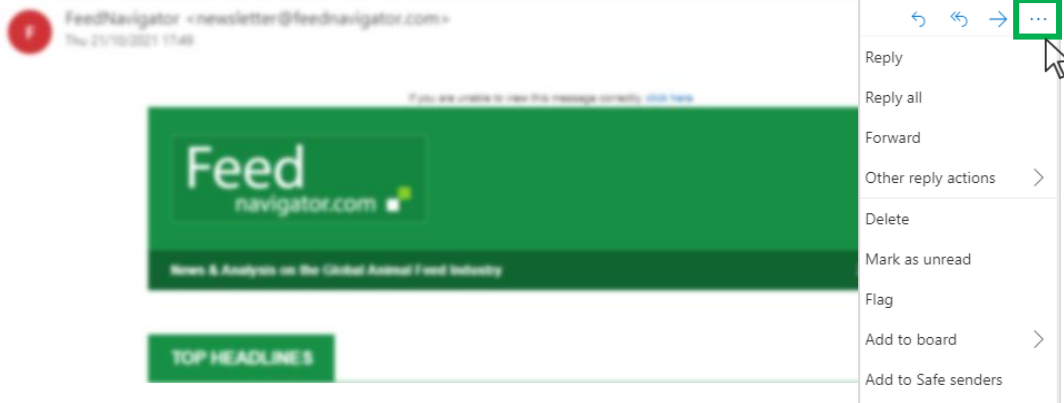 F
FeedNavigator <newsletter@feednavigator.com>
Thu 21/10/2021 17:49
If you are unable to view this message correctly, click here
Feed
navigator.com
News & Analysis on the Global Animal Feed Industry
TOP HEADLINES
...
Reply
Reply all
Forward
Other reply actions
Delete
Mark as unread
Flag
Add to board
Add to Safe senders